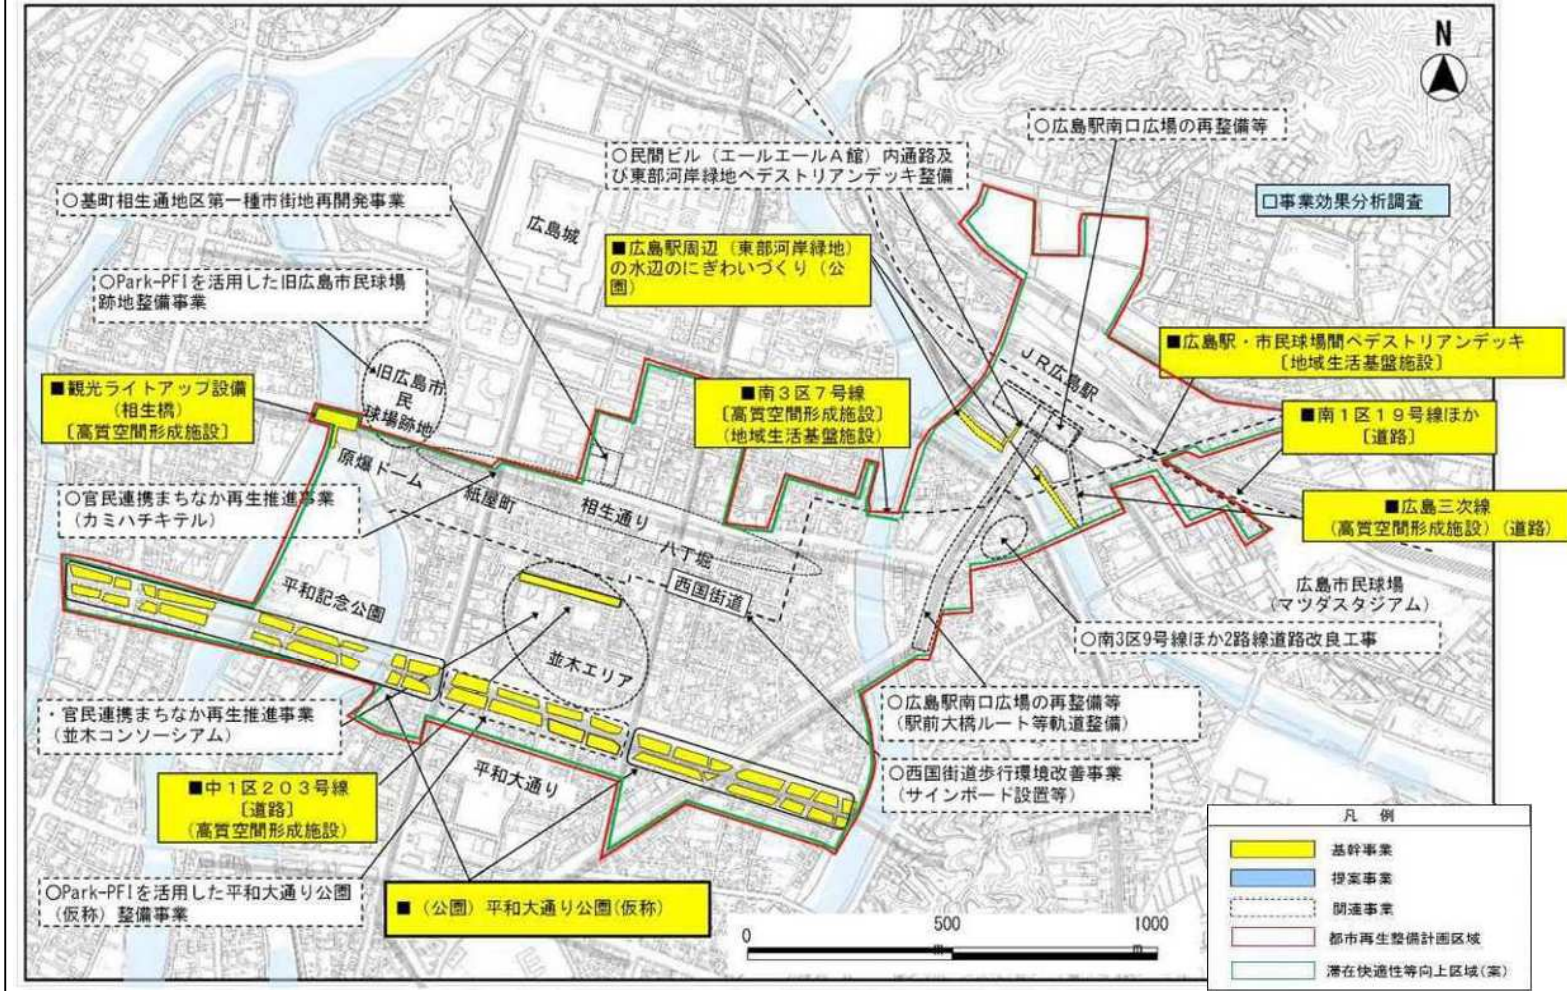 N
○広島駅南口広場の再整備等
○民間ビル(エールエールA館)内通路及
び東部河岸緑地ペデストリアンデッキ整備
○基町相生通地区第一種市街地再開発事業
□事業効果分析調査
広島城
■広島駅周辺(東部河岸緑地)
の水辺のにぎわいづくり(公
園)
○Park-PFIを活用した旧広島市民球場
跡地整備事業
■広島駅・市民球場間ペデストリアンデッキ
〔地域生活基盤施設〕
JR広島駅
旧広島市
民
球場跡地
■観光ライトアップ設備
(相生橋)
〔高質空間形成施設〕
■南3区7号線
〔高質空間形成施設〕
(地域生活基盤施設)
■南1区19号線ほか
〔道路〕
原爆ドーム
紙屋町
相生通り
八丁堀
○官民連携まちなか再生推進事業
(カミハチキテル)
■広島三次線
(高質空間形成施設)(道路)
西国街道
平和記念公園
広島市民球場
(マツダスタジアム)
○南3区9号線ほか2路線道路改良工事
並木エリア
○広島駅南口広場の再整備等
(駅前大橋ルート等軌道整備)
・官民連携まちなか再生推進事業
(並木コンソーシアム)
平和大通り
○西国街道歩行環境改善事業
(サインボード設置等)
■中1区203号線
〔道路〕
(高質空間形成施設)
○Park-PFIを活用した平和大通り公園
(仮称)整備事業
■(公園)平和大通り公園(仮称)
0
500
1000
m
m
凡 例
基幹事業
提案事業
関連事業
都市再生整備計画区域
滞在快適性等向上区域(案)